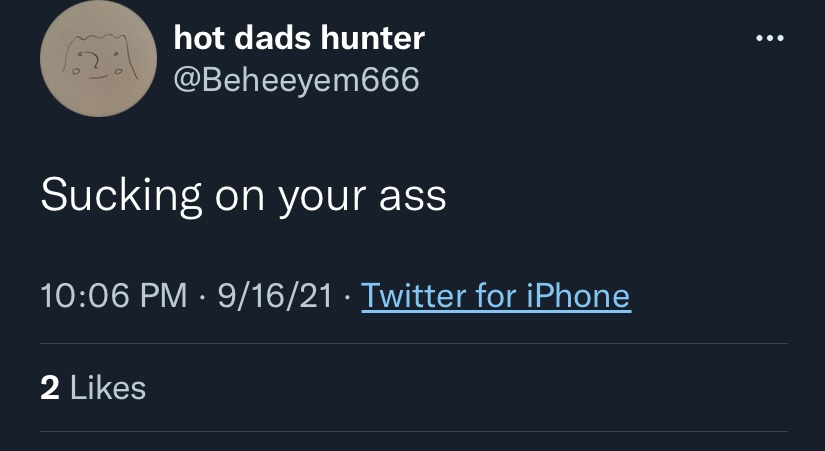 hot dads hunter
@Beheeyem666
Sucking on your ass
10:06 PM · 9/16/21 · Twitter for iPhone
2 Likes